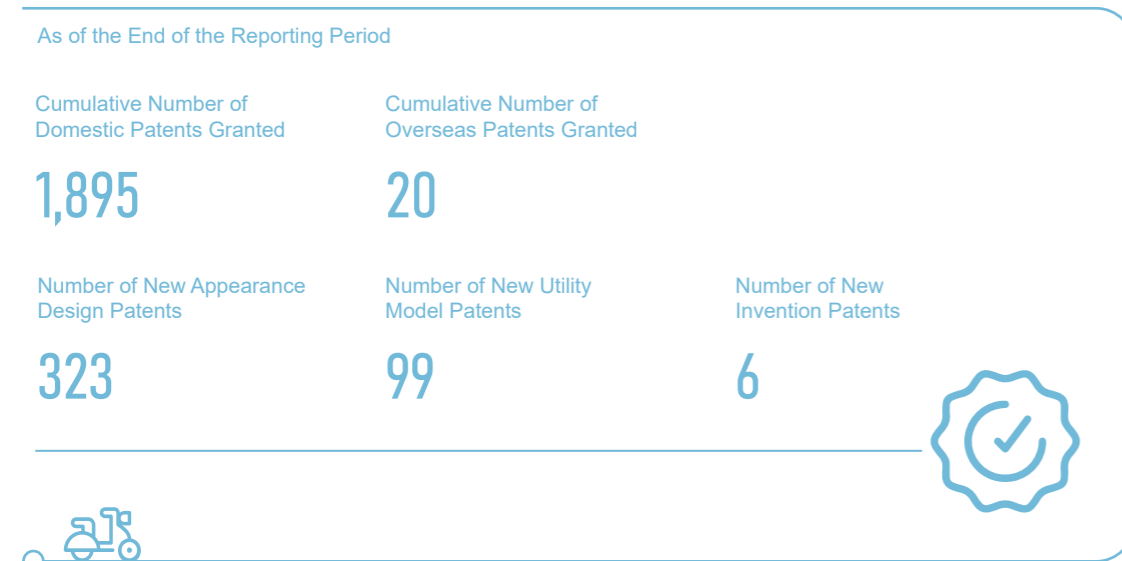 As of the End of the Reporting Period
Cumulative Number of
Domestic Patents Granted
1,895
Cumulative Number of
Overseas Patents Granted
20
Number of New Appearance
Design Patents
323
Number of New Utility
Model Patents
99
Number of New
Invention Patents
6